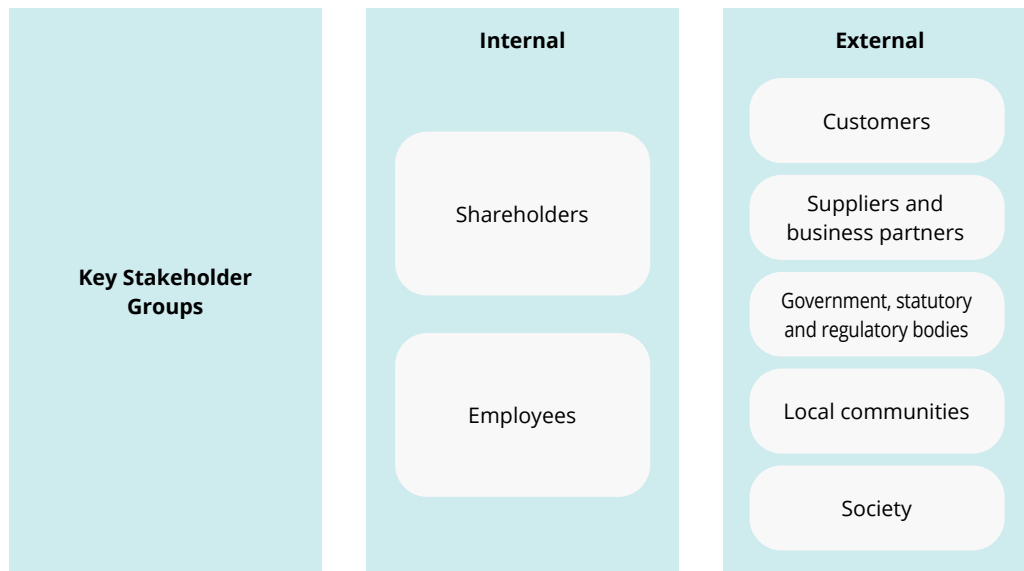 Key Stakeholder
Groups
Internal
Shareholders
Employees
External
Customers
Suppliers and
business partners
Government, statutory
and regulatory bodies
Local communities
Society